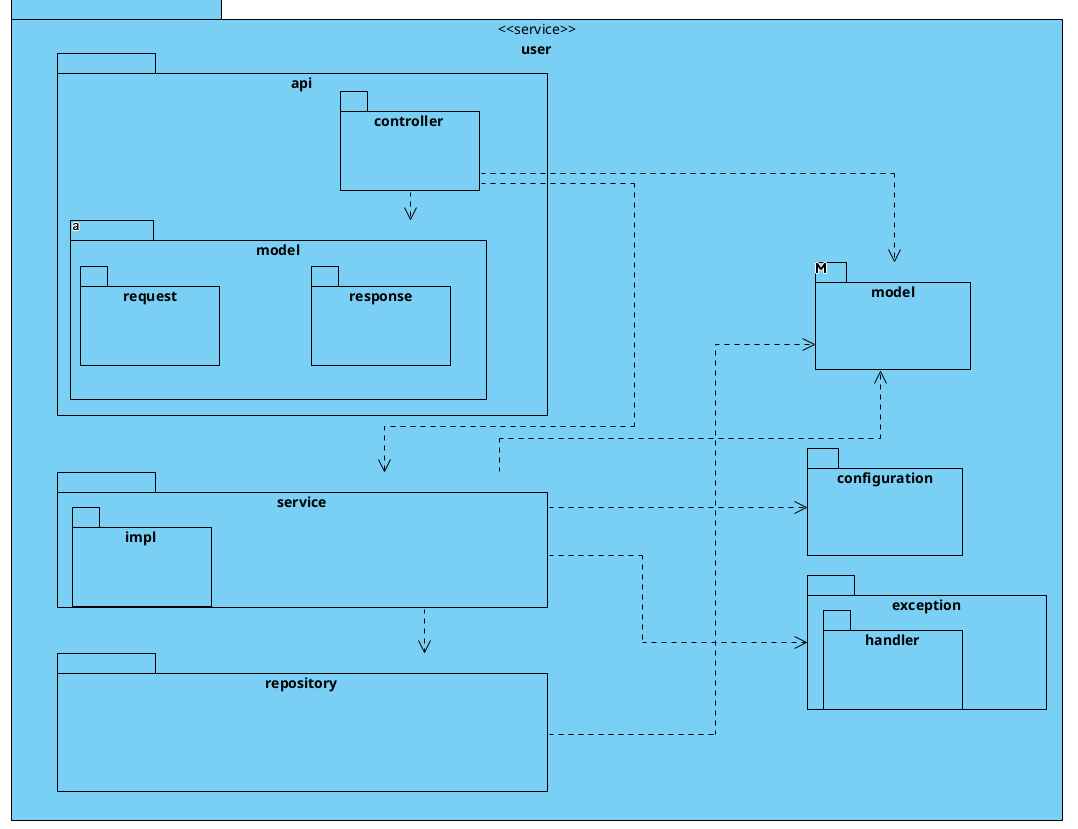 <<service>>
user
api
controller
a
model
request
response
M
model
service
impl
configuration
exception
handler
repository